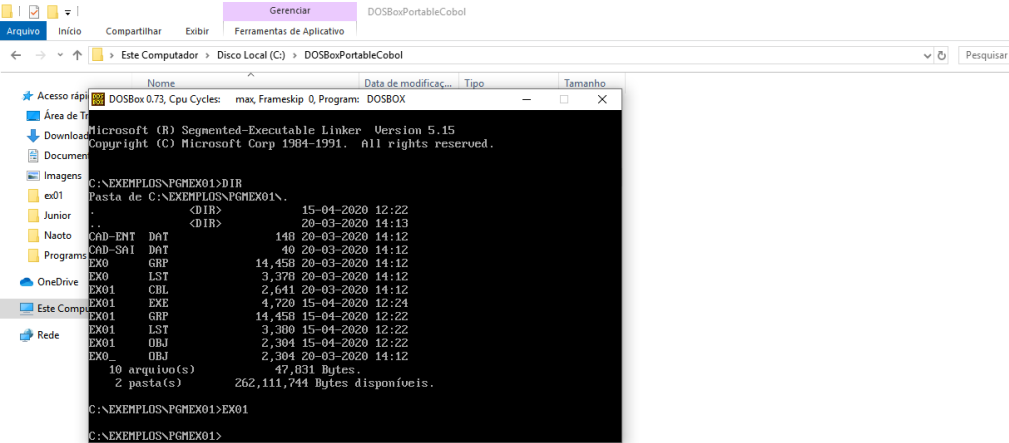 Gerenciar
DOSBoxPortableCobol
Arquivo Início Compartilhar Exibir Ferramentas de Aplicativo
Este Computador > Disco Local (C:) > DOSBoxPortableCobol
Pesquisar
Nome Data de modificaç... Tipo Tamanho
Acesso rápi
Área de Tr
Download
Documen
Imagens
ex01
Junior
Naoto
Programs
OneDrive
Este Compu
Rede
DOSBox 0.73, Cpu Cycles: max, Frameskip 0, Program: DOSBOX
Microsoft (R) Segmented-Executable Linker Version 5.15
Copyright (C) Microsoft Corp 1984-1991. All rights reserved.
C:\EXEMPLOS\PGMEX01>DIR
Pasta de C:\EXEMPLOS\PGMEX01\.
. <DIR> 15-04-2020 12:22
.. <DIR> 20-03-2020 14:13
CAD-ENT DAT 148 20-03-2020 14:12
CAD-SAI DAT 40 20-03-2020 14:12
EX0 GRP 14,458 20-03-2020 14:12
EX0 LST 3,378 20-03-2020 14:12
EX01 CBL 2,641 20-03-2020 14:12
EX01 EXE 4,720 15-04-2020 12:24
EX01 GRP 14,458 15-04-2020 12:22
EX01 LST 3,380 15-04-2020 12:22
EX01 OBJ 2,304 15-04-2020 12:22
EX0_ OBJ 2,304 20-03-2020 14:12
10 arquivo(s) 47,831 Bytes.
2 pasta(s) 262,111,744 Bytes disponíveis.
C:\EXEMPLOS\PGMEX01>EX01
C:\EXEMPLOS\PGMEX01>